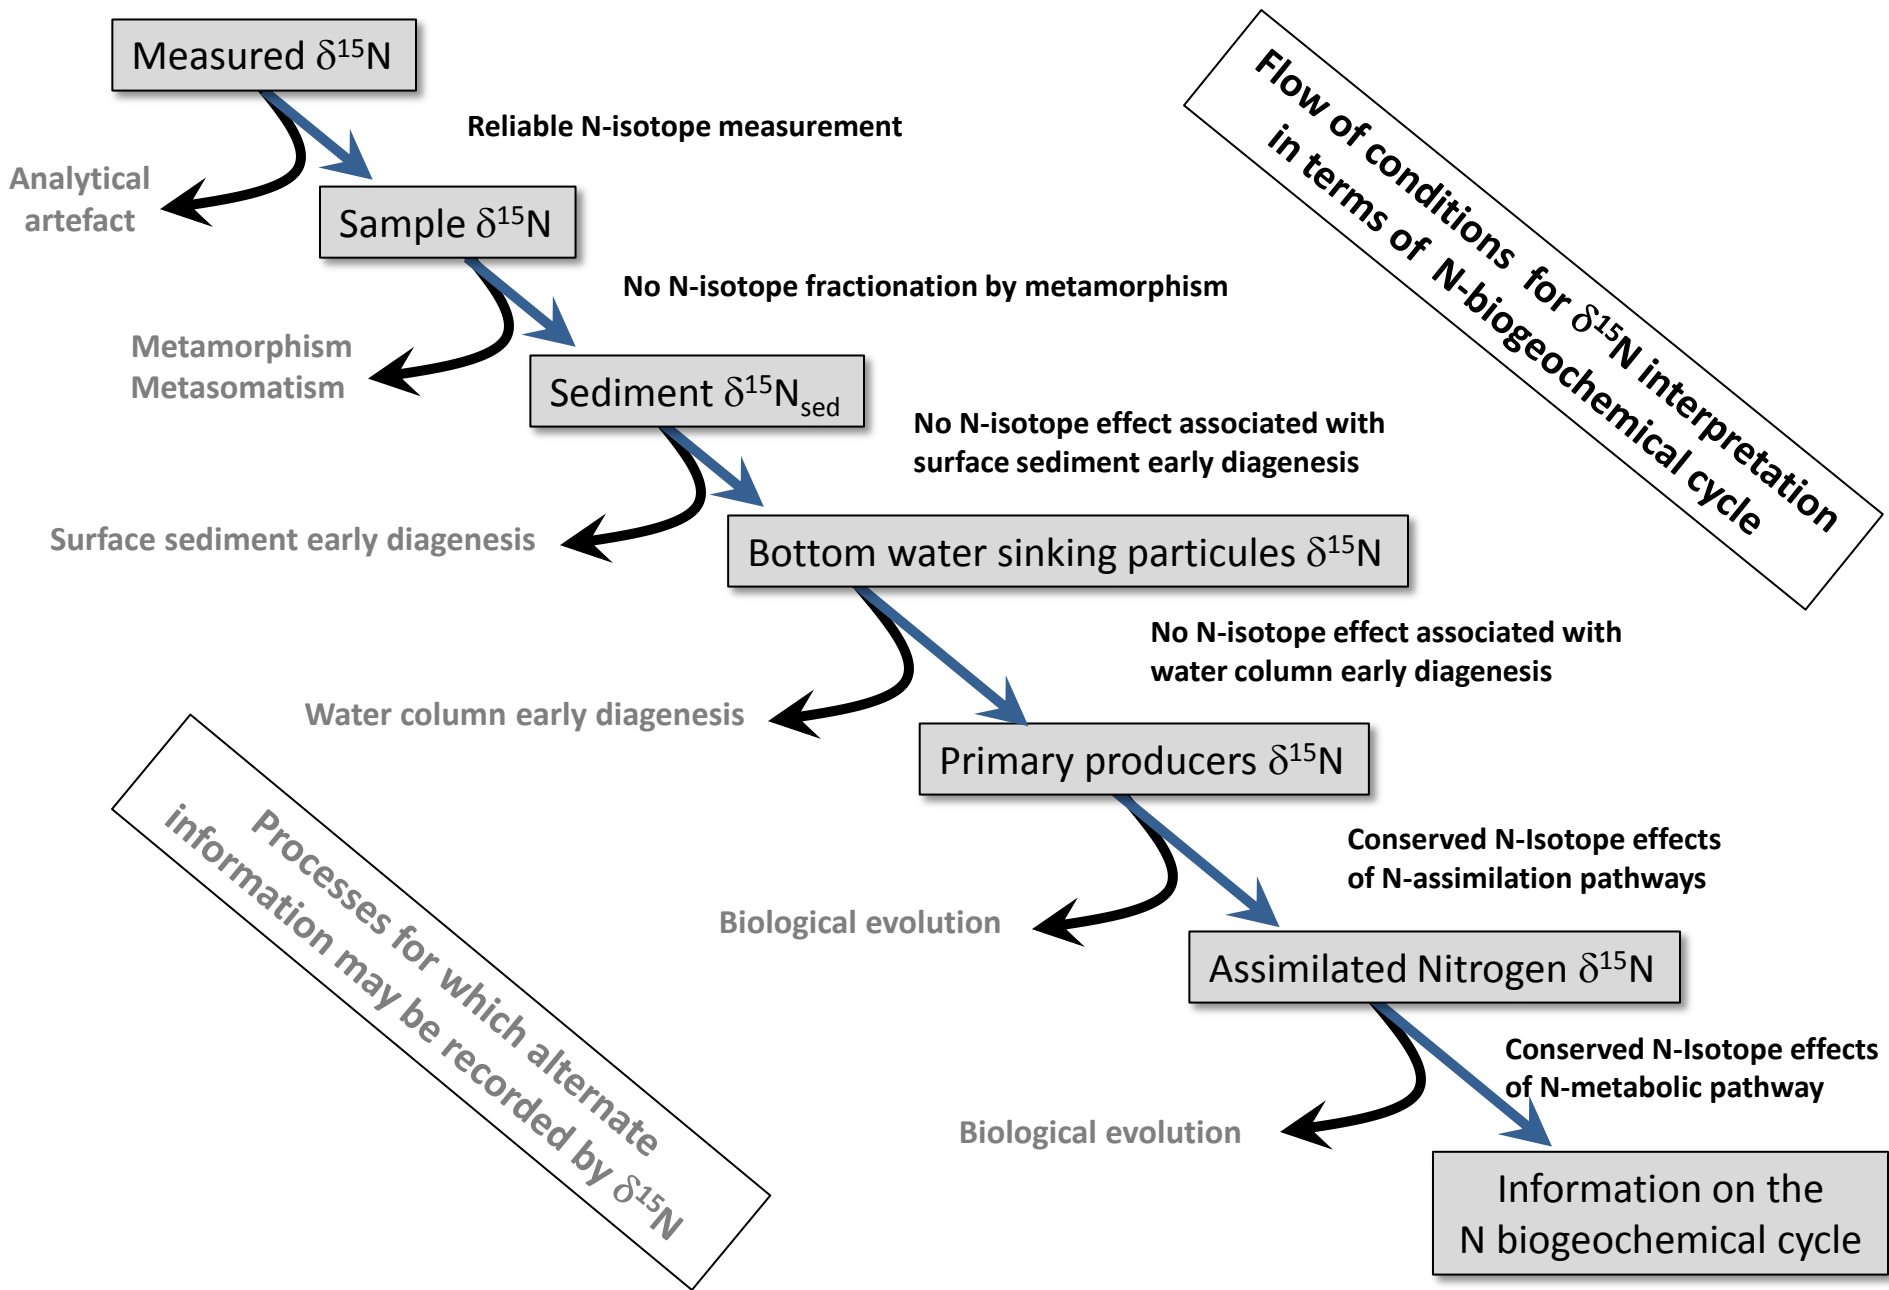 Measured δ¹⁵N
Reliable N-isotope measurement
Analytical
artefact
Sample δ¹⁵N
Flow of conditions for δ¹⁵N interpretation
in terms of N-biogeochemical cycle
No N-isotope fractionation by metamorphism
Metamorphism
Metasomatism
Sediment δ¹⁵Nsed
No N-isotope effect associated with
surface sediment early diagenesis
Surface sediment early diagenesis
Bottom water sinking particules δ¹⁵N
No N-isotope effect associated with
water column early diagenesis
Water column early diagenesis
Primary producers δ¹⁵N
Conserved N-Isotope effects
of N-assimilation pathways
Biological evolution
Assimilated Nitrogen δ¹⁵N
Processes for which alternate
information may be recorded by δ¹⁵N
Conserved N-Isotope effects
of N-metabolic pathway
Biological evolution
Information on the
N biogeochemical cycle